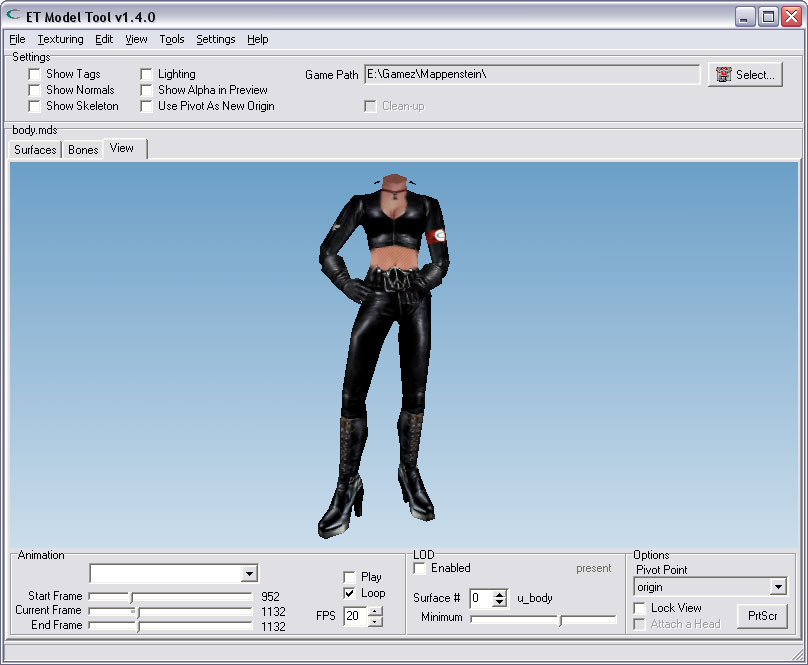 ET Model Tool v1.4.0
File Texturing Edit View Tools Settings Help
Settings
Show Tags Lighting Game Path E:\Gamez\Mappenstein\ Select...
Show Normals Show Alpha in Preview
Show Skeleton Use Pivot As New Origin Clean-up
body.mds
Surfaces Bones View
Animation LOD Options
Enabled present Pivot Point
Play origin
Start Frame 952 Loop Surface # 0 u_body Lock View
Current Frame 1132 FPS 20 Minimum PrtScr
End Frame 1132 Attach a Head